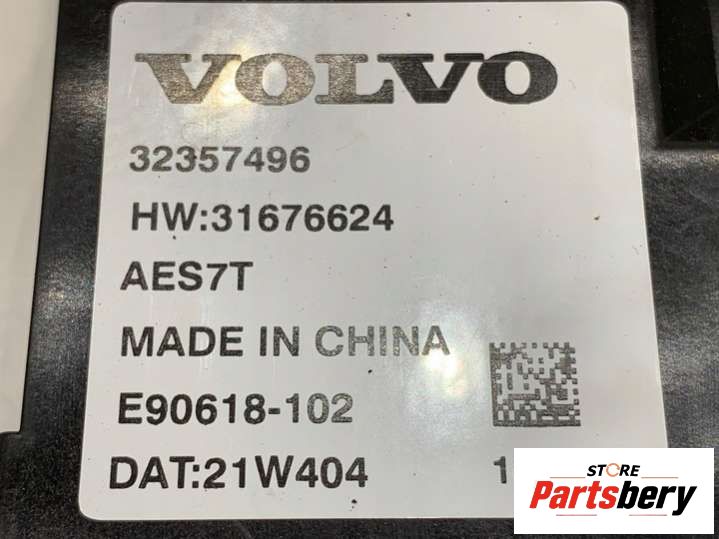 VOLVO
32357496
HW:31676624
AES7T
MADE IN CHINA
E90618-102
DAT:21W404 1
STORE
Partsbery